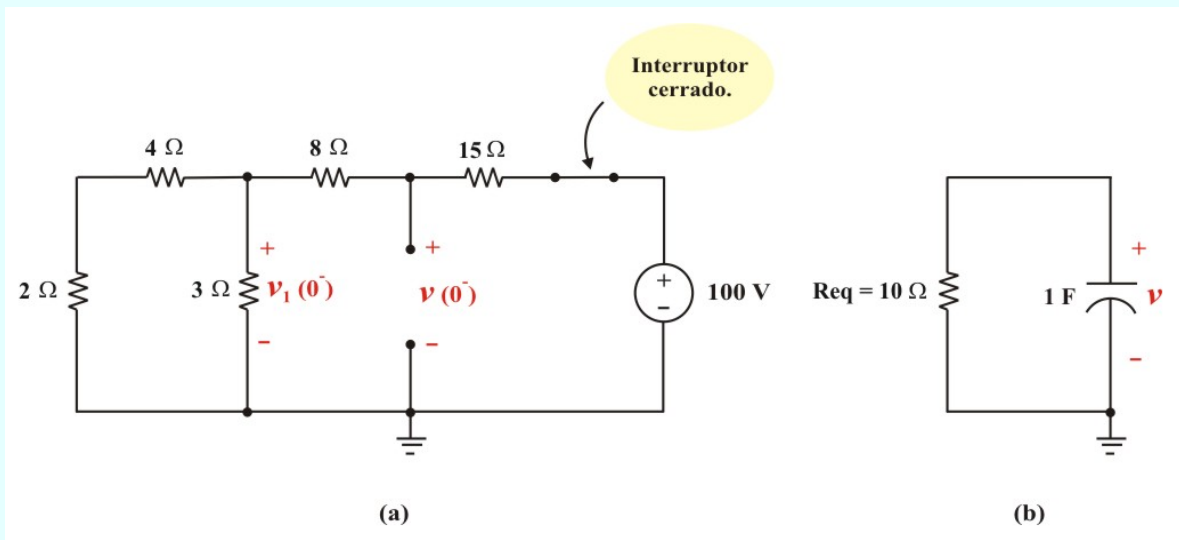 Interruptor
cerrado.
4 Ω
8 Ω
15 Ω
2 Ω
3 Ω
+
v₁ (0⁻)
−
+
v (0⁻)
−
+
−
100 V
Req = 10 Ω
1 F
+
v
−
(a)
(b)